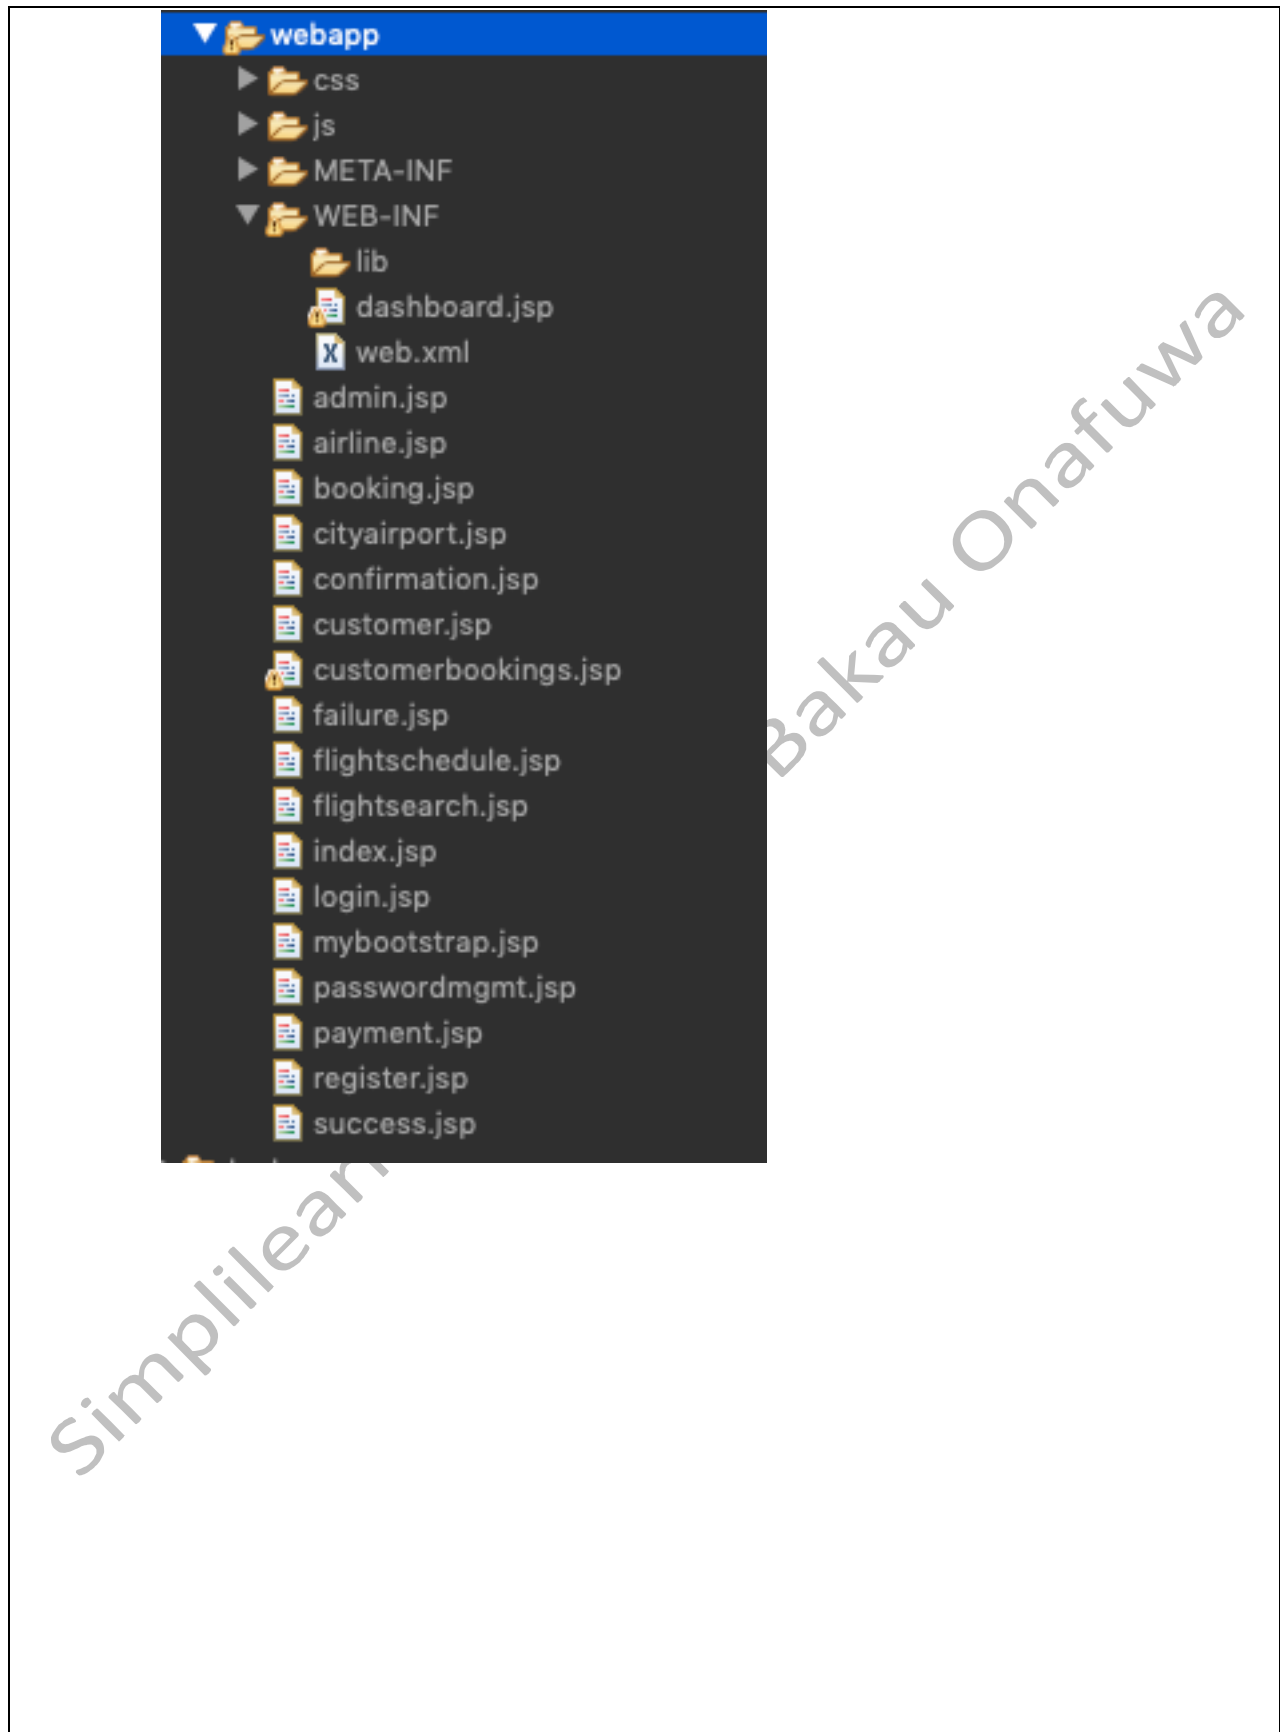 webapp
css
js
META-INF
WEB-INF
lib
dashboard.jsp
web.xml
admin.jsp
airline.jsp
booking.jsp
cityairport.jsp
confirmation.jsp
customer.jsp
customerbookings.jsp
failure.jsp
flightschedule.jsp
flightsearch.jsp
index.jsp
login.jsp
mybootstrap.jsp
passwordmgmt.jsp
payment.jsp
register.jsp
success.jsp
Bakau Onafuwa